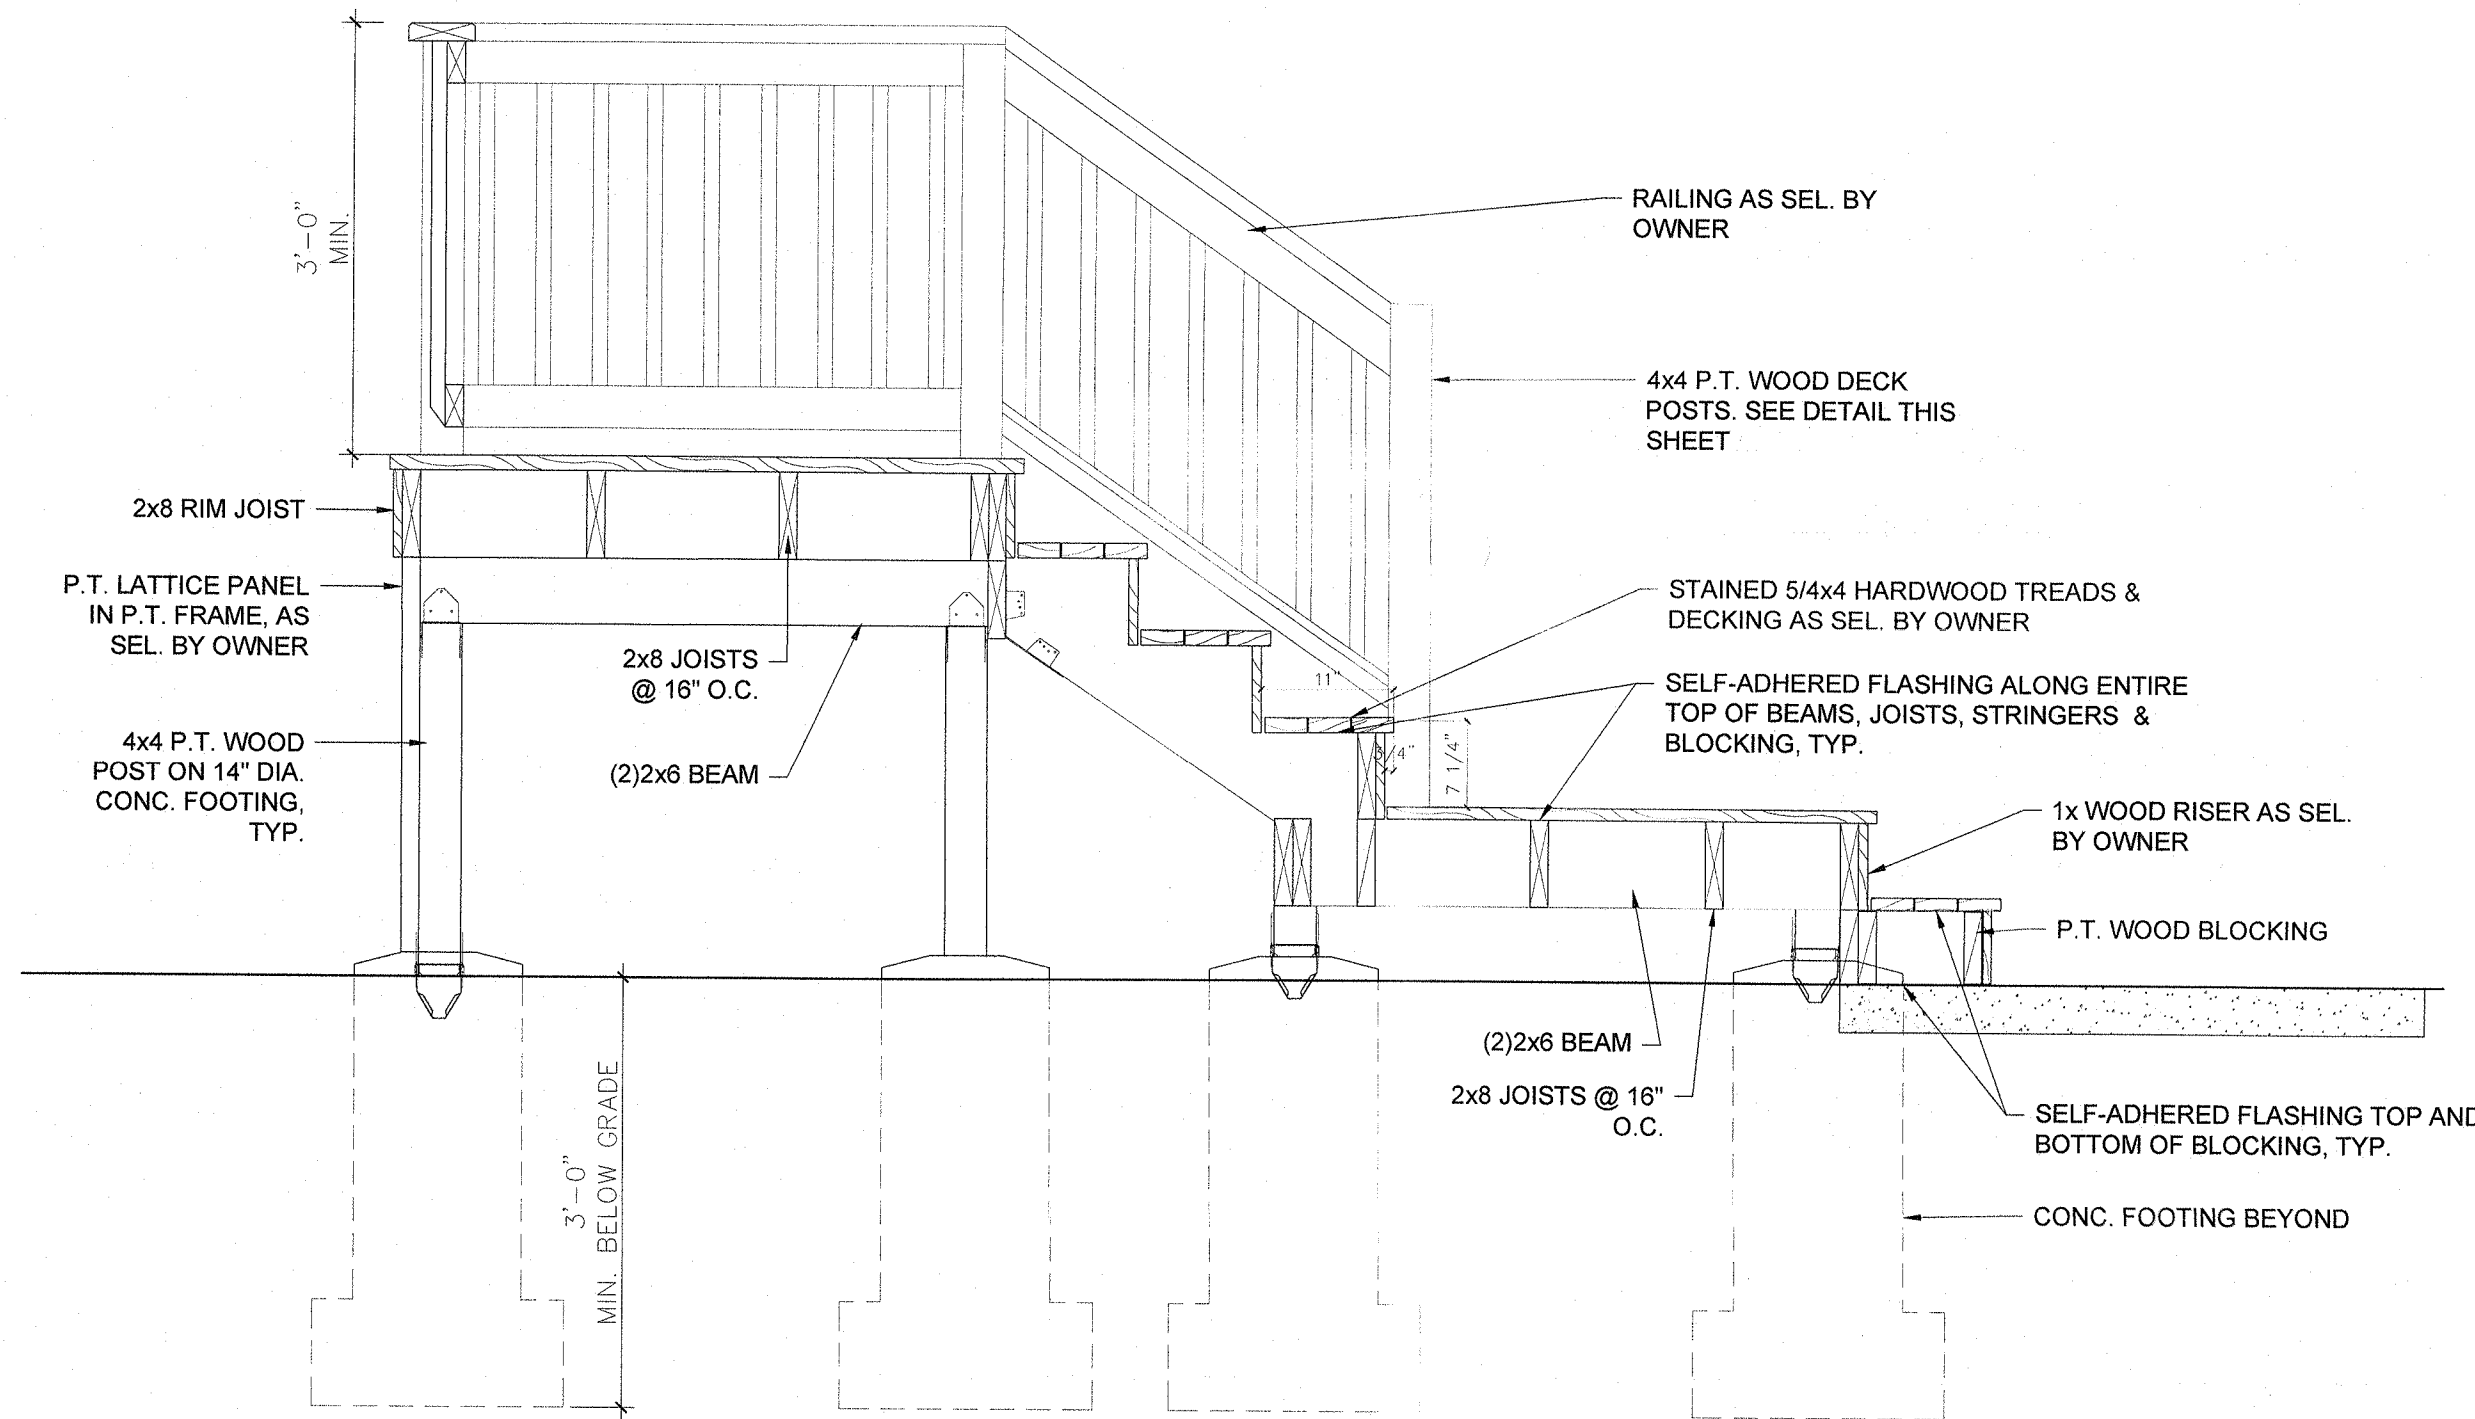 3'-0"
MIN.
RAILING AS SEL. BY
OWNER
4x4 P.T. WOOD DECK
POSTS. SEE DETAIL THIS
SHEET
2x8 RIM JOIST
P.T. LATTICE PANEL
IN P.T. FRAME, AS
SEL. BY OWNER
2x8 JOISTS
@ 16" O.C.
4x4 P.T. WOOD
POST ON 14" DIA.
CONC. FOOTING,
TYP.
(2)2x6 BEAM
STAINED 5/4x4 HARDWOOD TREADS &
DECKING AS SEL. BY OWNER
11"
SELF-ADHERED FLASHING ALONG ENTIRE
TOP OF BEAMS, JOISTS, STRINGERS &
BLOCKING, TYP.
3/4"
7 1/4"
1x WOOD RISER AS SEL.
BY OWNER
P.T. WOOD BLOCKING
(2)2x6 BEAM
2x8 JOISTS @ 16"
O.C.
3'-0"
MIN. BELOW GRADE
SELF-ADHERED FLASHING TOP AND
BOTTOM OF BLOCKING, TYP.
CONC. FOOTING BEYOND